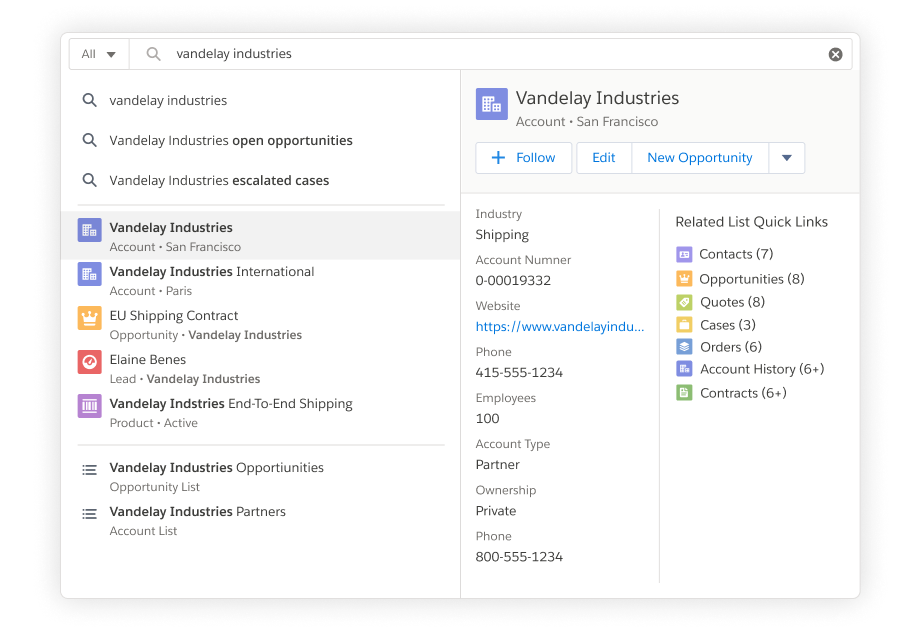 All
vandelay industries
vandelay industries
Vandelay Industries open opportunities
Vandelay Industries escalated cases
Vandelay Industries
Account • San Francisco
Vandelay Industries International
Account • Paris
EU Shipping Contract
Opportunity • Vandelay Industries
Elaine Benes
Lead • Vandelay Industries
Vandelay Indstries End-To-End Shipping
Product • Active
Vandelay Industries Opportiunities
Opportunity List
Vandelay Industries Partners
Account List
Vandelay Industries
Account • San Francisco
Follow
Edit
New Opportunity
Industry
Shipping
Account Numner
0-00019332
Website
https://www.vandelayindu...
Phone
415-555-1234
Employees
100
Account Type
Partner
Ownership
Private
Phone
800-555-1234
Related List Quick Links
Contacts (7)
Opportunities (8)
Quotes (8)
Cases (3)
Orders (6)
Account History (6+)
Contracts (6+)